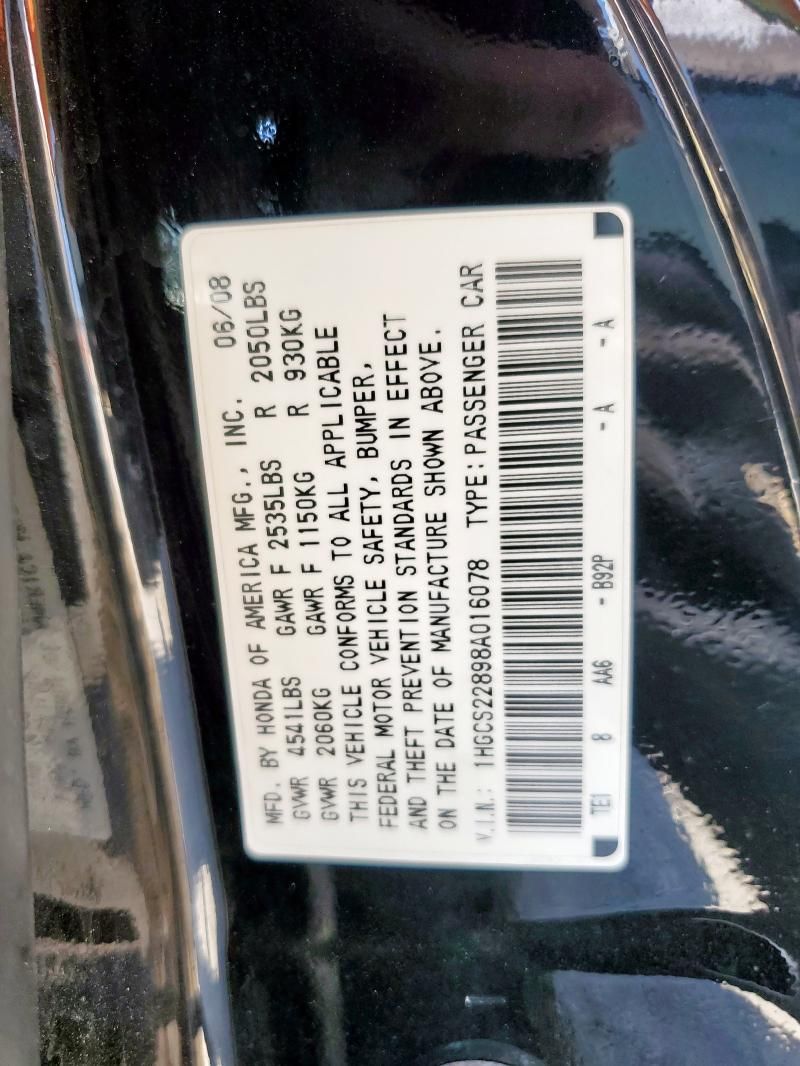 MFD. BY HONDA OF AMERICA MFG., INC. 06/08
GVWR 4541LBS GAWR F 2535LBS R 2050LBS
GVWR 2060KG GAWR F 1150KG R 930KG
THIS VEHICLE CONFORMS TO ALL APPLICABLE
FEDERAL MOTOR VEHICLE SAFETY, BUMPER,
AND THEFT PREVENTION STANDARDS IN EFFECT
ON THE DATE OF MANUFACTURE SHOWN ABOVE.
V.I.N.: 1HGCS22898A016078 TYPE: PASSENGER CAR
TE1 8 AA6 - B92P - A - A